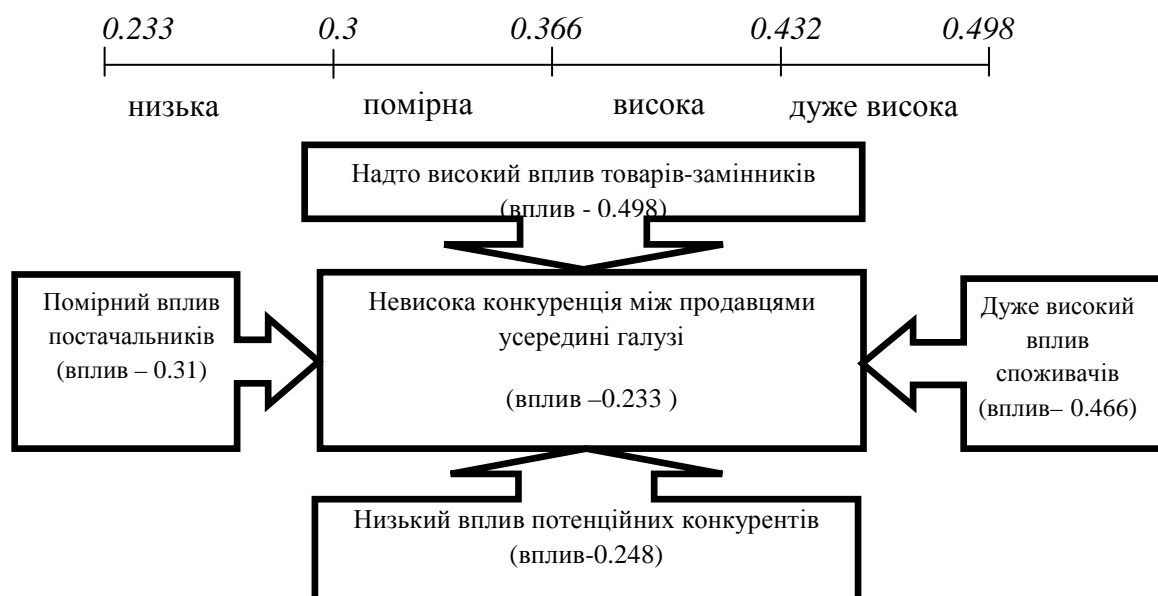 0.233 0.3 0.366 0.432 0.498
низька помірна висока дуже висока
Надто високий вплив товарів-замінників
(вплив - 0.498)
Помірний вплив
постачальників
(вплив – 0.31)
Невисока конкуренція між продавцями
усередині галузі
(вплив –0.233 )
Дуже високий
вплив
споживачів
(вплив– 0.466)
Низький вплив потенційних конкурентів
(вплив-0.248)